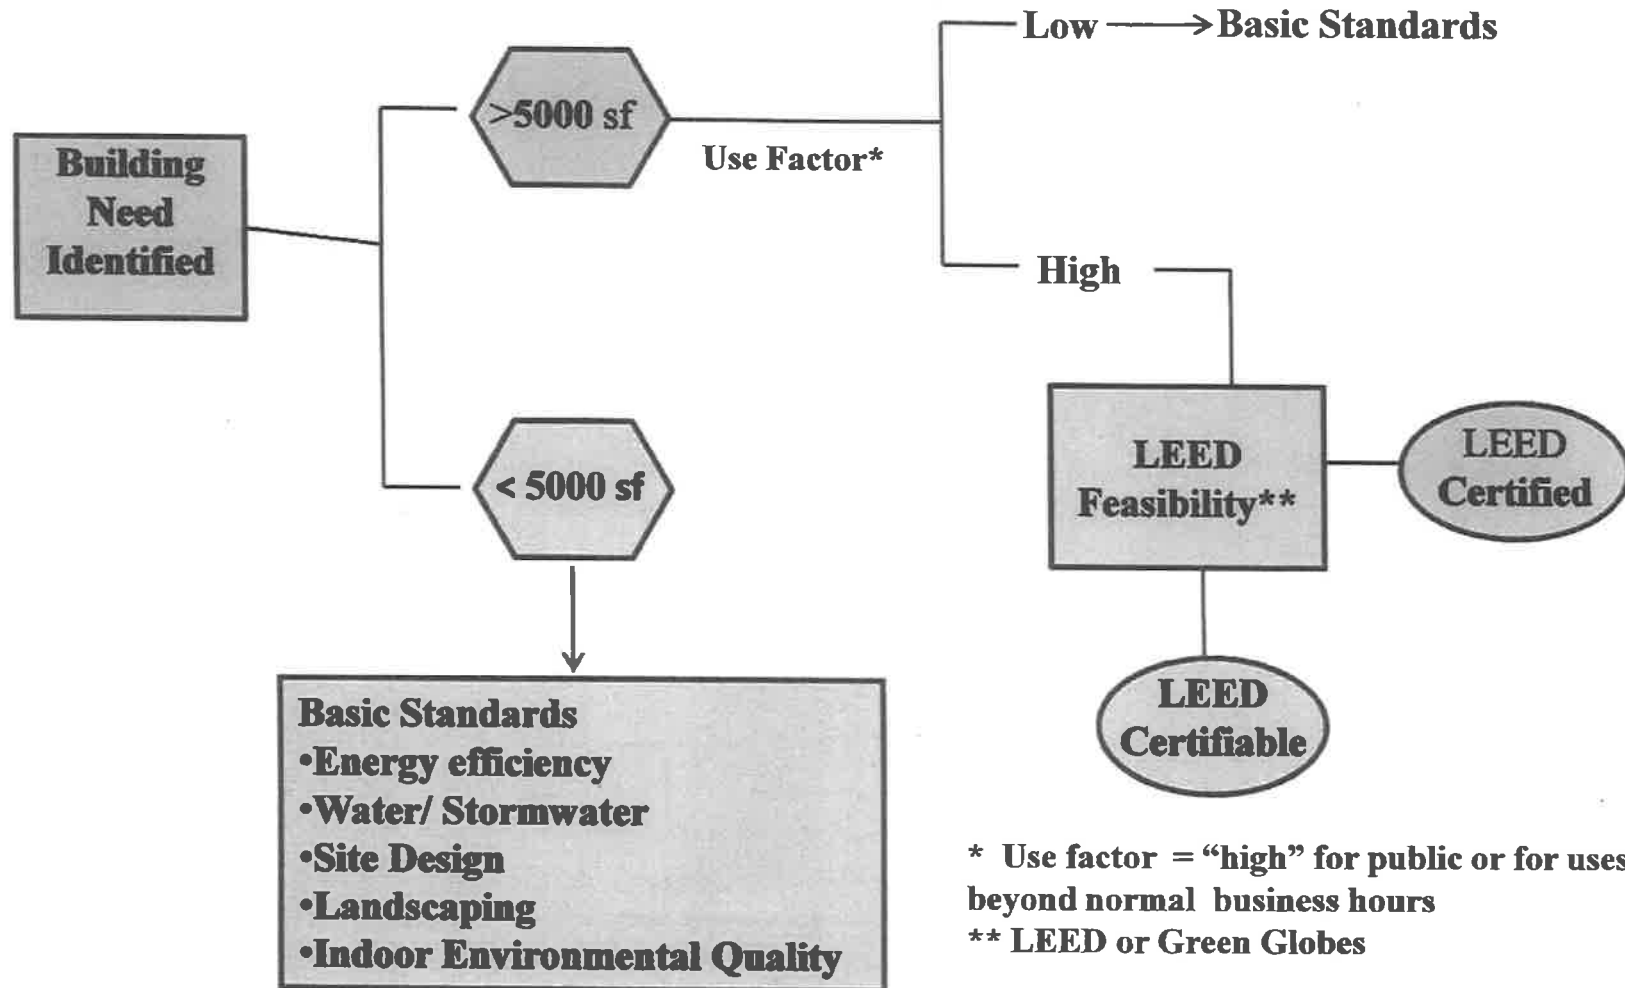 Low
Basic Standards
>5000 sf
Use Factor*
Building
Need
Identified
High
< 5000 sf
LEED
Feasibility**
LEED
Certified
LEED
Certifiable
Basic Standards
•Energy efficiency
•Water/ Stormwater
•Site Design
•Landscaping
•Indoor Environmental Quality
* Use factor = “high” for public or for uses
beyond normal business hours
** LEED or Green Globes